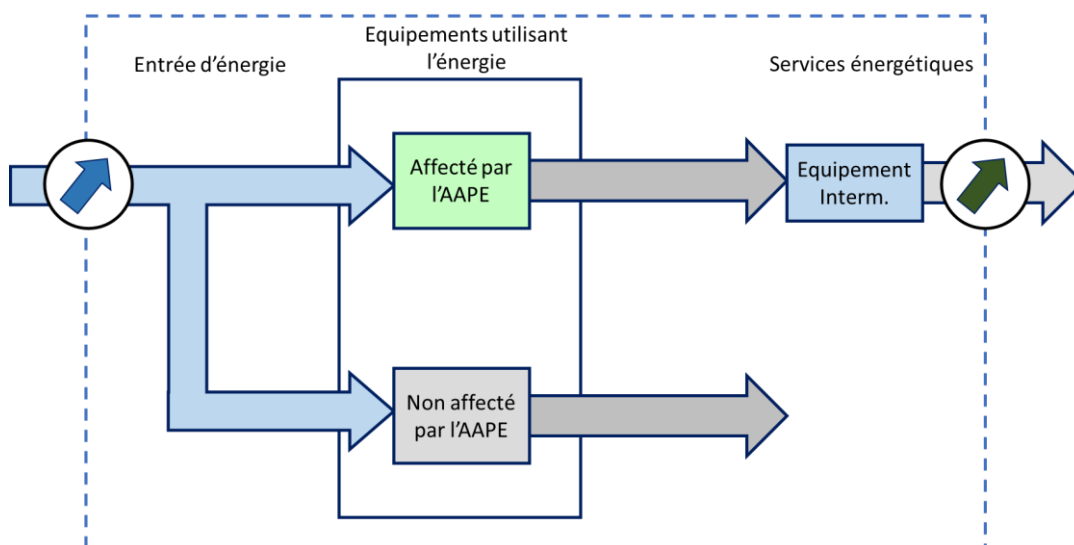 Entrée d’énergie
Equipements utilisant
l’énergie
Services énergétiques
Affecté par
l’AAPE
Equipement
Interm.
Non affecté
par l’AAPE